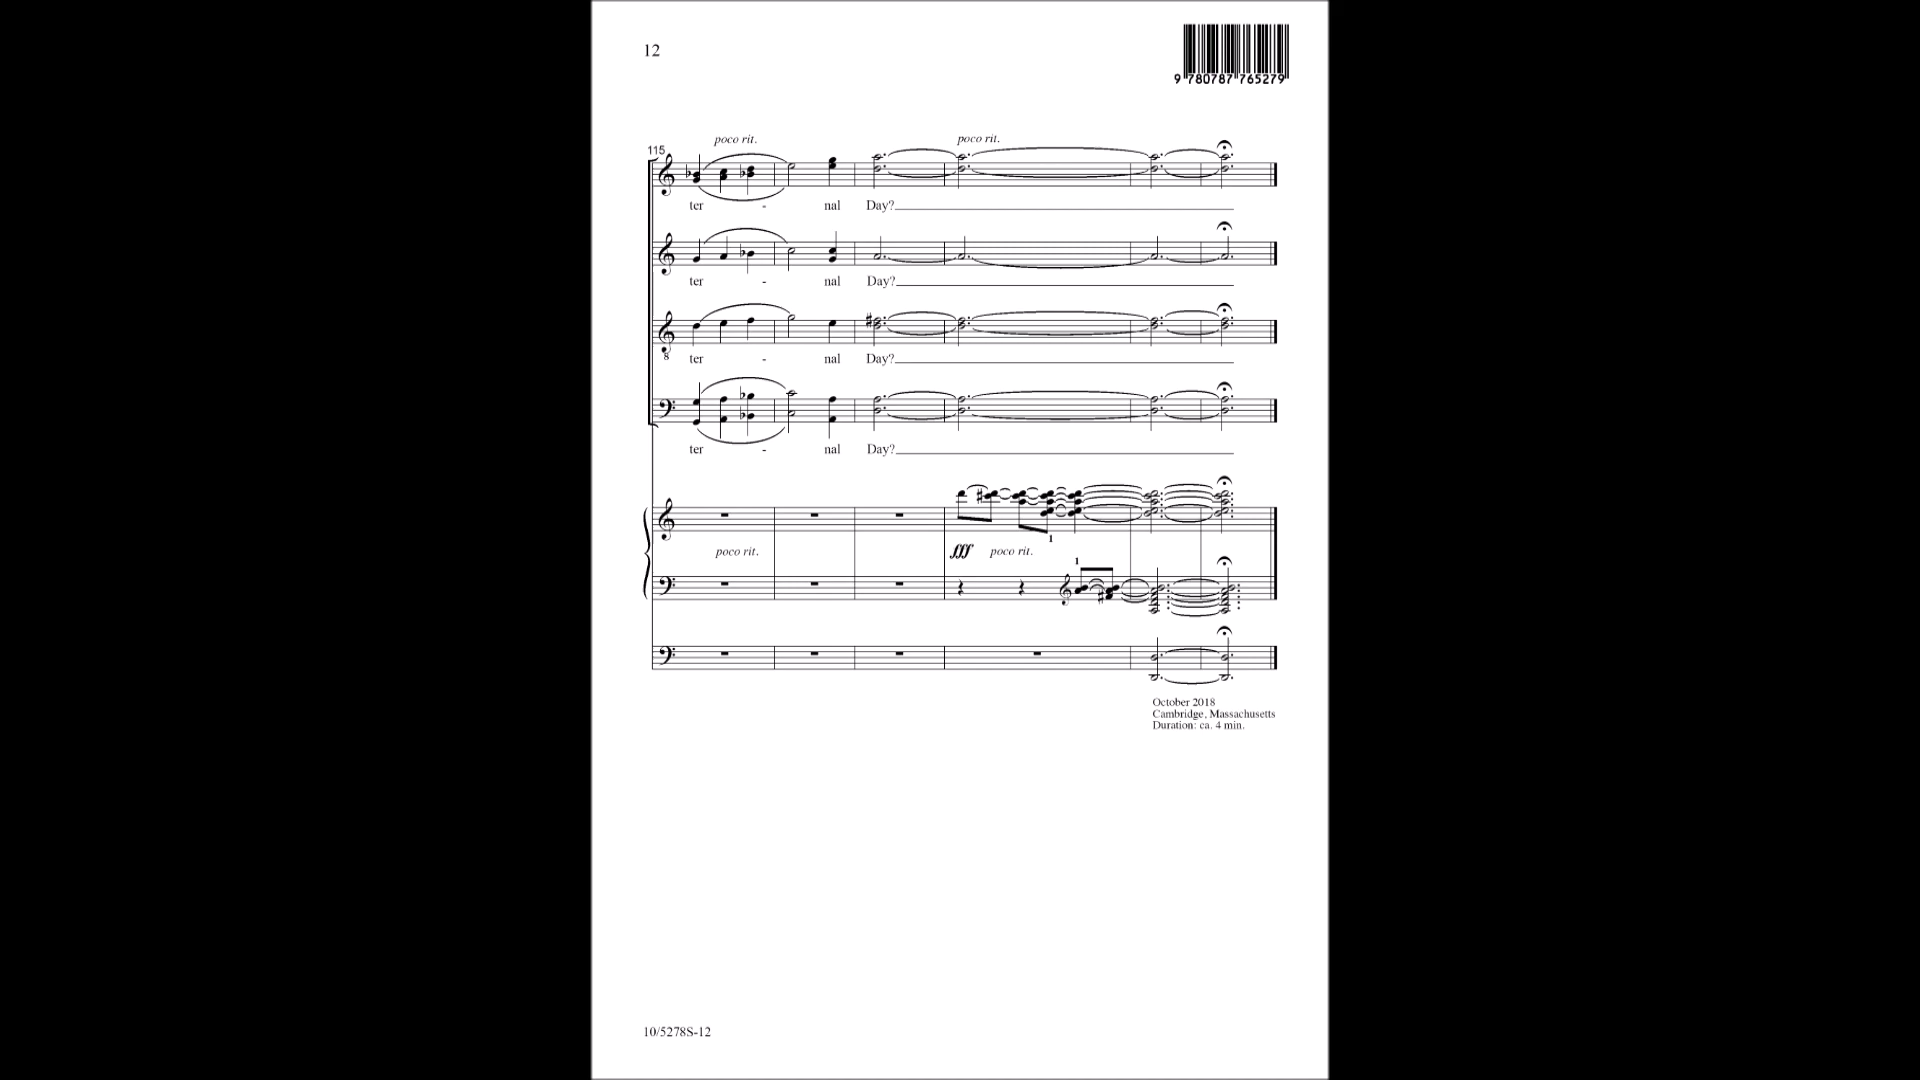 12
9 780787 765279
poco rit. poco rit.
115
ter - nal Day?
ter - nal Day?
8
ter - nal Day?
ter - nal Day?
1
poco rit. fff poco rit.
1
October 2018
Cambridge, Massachusetts
Duration: ca. 4 min.
10/5278S-12